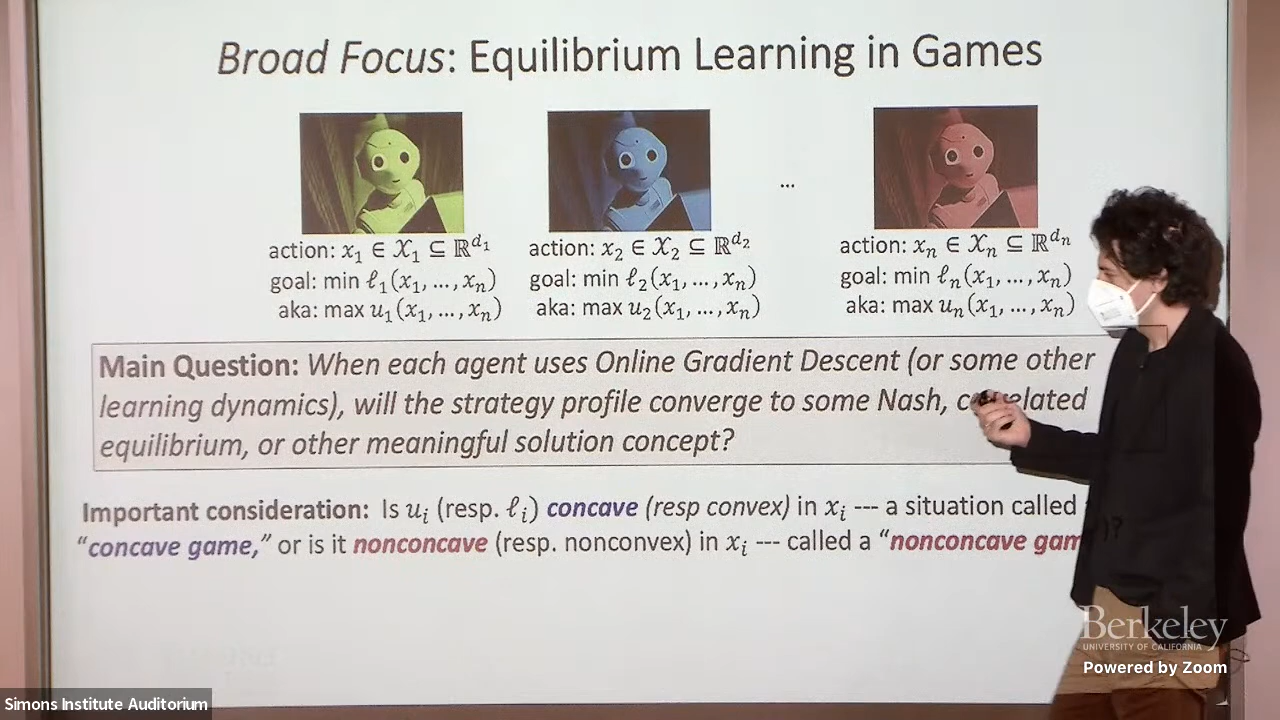 Broad Focus: Equilibrium Learning in Games
...
action: x₁ ∈ 𝒳₁ ⊆ ℝ^d₁
goal: min ℓ₁(x₁, ..., xₙ)
aka: max u₁(x₁, ..., xₙ)
action: x₂ ∈ 𝒳₂ ⊆ ℝ^d₂
goal: min ℓ₂(x₁, ..., xₙ)
aka: max u₂(x₁, ..., xₙ)
action: xₙ ∈ 𝒳ₙ ⊆ ℝ^dₙ
goal: min ℓₙ(x₁, ..., xₙ)
aka: max uₙ(x₁, ..., xₙ)
Main Question: When each agent uses Online Gradient Descent (or some other
learning dynamics), will the strategy profile converge to some Nash, correlated
equilibrium, or other meaningful solution concept?
Important consideration: Is uᵢ (resp. ℓᵢ) concave (resp convex) in xᵢ --- a situation called
“concave game,” or is it nonconcave (resp. nonconvex) in xᵢ --- called a “nonconcave gam
Berkeley
UNIVERSITY OF CALIFORNIA
Powered by Zoom
Simons Institute Auditorium